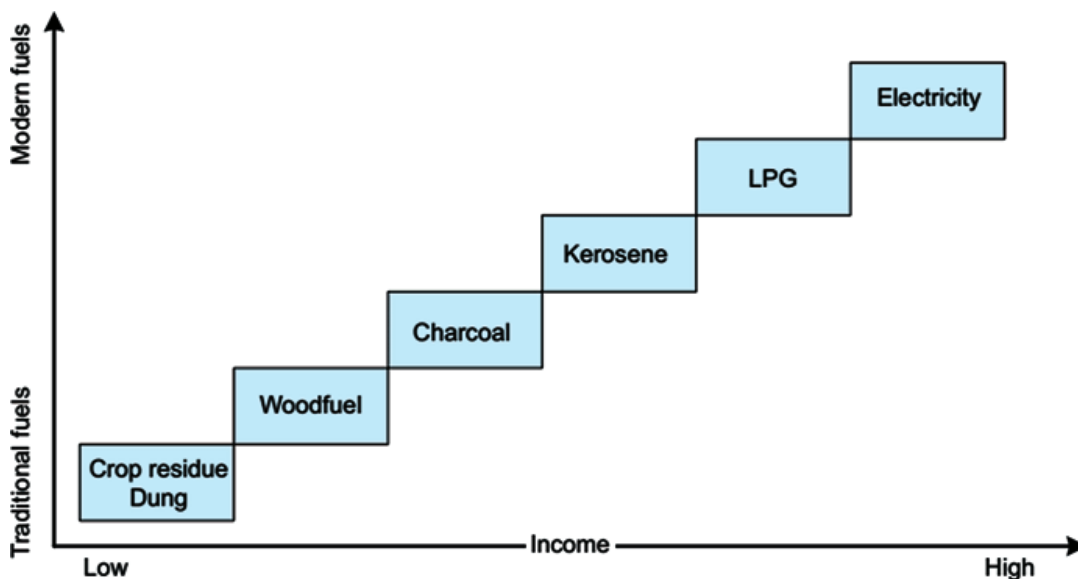 Modern fuels
Electricity
LPG
Kerosene
Charcoal
Woodfuel
Crop residue
Dung
Traditional fuels
Income
Low
High